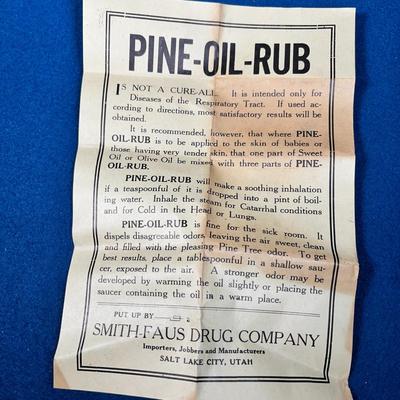 PINE-OIL-RUB
IS NOT A CURE-ALL. It is intended only for
Diseases of the Respiratory Tract. If used ac-
cording to directions, most satisfactory results will be
obtained.
It is recommended, however, that where PINE-
OIL-RUB is to be applied to the skin of babies or
those having very tender skin, that one part of Sweet
Oil or Olive Oil be mixed with three parts of PINE-
OIL-RUB.
PINE-OIL-RUB will make a soothing inhalation
if a teaspoonful of it is dropped into a pint of boil-
ing water. Inhale the steam for Catarrhal conditions
and for Cold in the Head or Lungs.
PINE-OIL-RUB is fine for the sick room. It
dispels disagreeable odors, leaving the air sweet, clean
and filled with the pleasing Pine Tree odor. To get
best results, place a tablespoonful in a shallow sau-
cer, exposed to the air. A stronger odor may be
developed by warming the oil slightly or placing the
saucer containing the oil in a warm place.
PUT UP BY
SMITH-FAUS DRUG COMPANY
Importers, Jobbers and Manufacturers
SALT LAKE CITY, UTAH